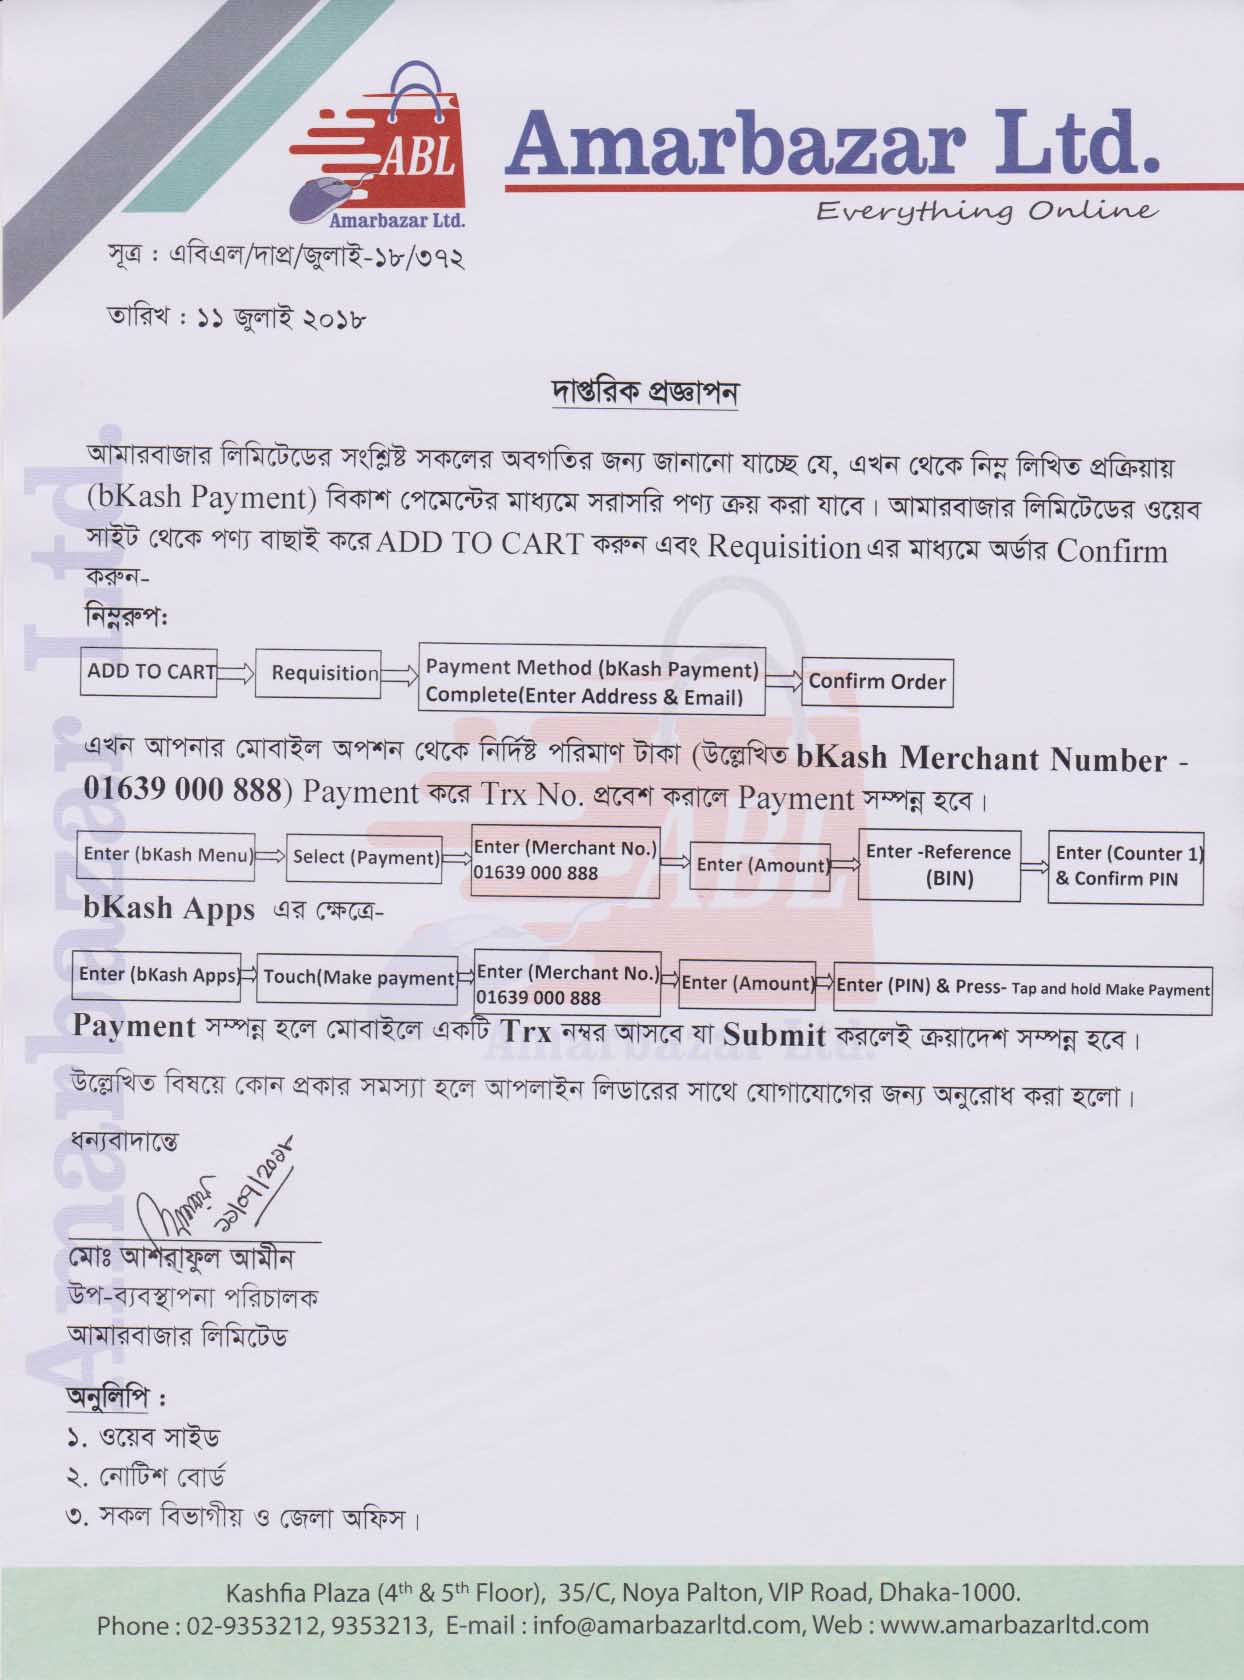 ABL
Amarbazar Ltd.
Amarbazar Ltd.
Everything Online
সূত্র : এবিএল/দাপ্র/জুলাই-১৮/৩৭২
তারিখ : ১১ জুলাই ২০১৮
দাপ্তরিক প্রজ্ঞাপন
আমারবাজার লিমিটেডের সংশ্লিষ্ট সকলের অবগতির জন্য জানানো যাচ্ছে যে, এখন থেকে নিম্ন লিখিত প্রক্রিয়ায়
(bKash Payment) বিকাশ পেমেন্টের মাধ্যমে সরাসরি পণ্য ক্রয় করা যাবে। আমারবাজার লিমিটেডের ওয়েব
সাইট থেকে পণ্য বাছাই করে ADD TO CART করুন এবং Requisition এর মাধ্যমে অর্ডার Confirm
করুন-
নিম্নরুপ:
ADD TO CART Requisition Payment Method (bKash Payment) Complete(Enter Address & Email) Confirm Order
এখন আপনার মোবাইল অপশন থেকে নির্দিষ্ট পরিমাণ টাকা (উল্লেখিত bKash Merchant Number -
01639 000 888) Payment করে Trx No. প্রবেশ করালে Payment সম্পন্ন হবে।
Enter (bKash Menu) Select (Payment) Enter (Merchant No.) 01639 000 888 Enter (Amount) Enter -Reference (BIN) Enter (Counter 1) & Confirm PIN
bKash Apps এর ক্ষেত্রে-
Enter (bKash Apps) Touch(Make payment) Enter (Merchant No.) 01639 000 888 Enter (Amount) Enter (PIN) & Press- Tap and hold Make Payment
Payment সম্পন্ন হলে মোবাইলে একটি Trx নম্বর আসবে যা Submit করলেই ক্রয়াদেশ সম্পন্ন হবে।
উল্লেখিত বিষয়ে কোন প্রকার সমস্যা হলে আপলাইন লিডারের সাথে যোগাযোগের জন্য অনুরোধ করা হলো।
ধন্যবাদান্তে
১১/০৭/২০১৮
মোঃ আশরাফুল আমীন
উপ-ব্যবস্থাপনা পরিচালক
আমারবাজার লিমিটেড
অনুলিপি :
১. ওয়েব সাইড
২. নোটিশ বোর্ড
৩. সকল বিভাগীয় ও জেলা অফিস।
Amarbazar Ltd.
ABL
Amarbazar Ltd.
Kashfia Plaza (4th & 5th Floor), 35/C, Noya Palton, VIP Road, Dhaka-1000.
Phone : 02-9353212, 9353213, E-mail : info@amarbazarltd.com, Web : www.amarbazarltd.com